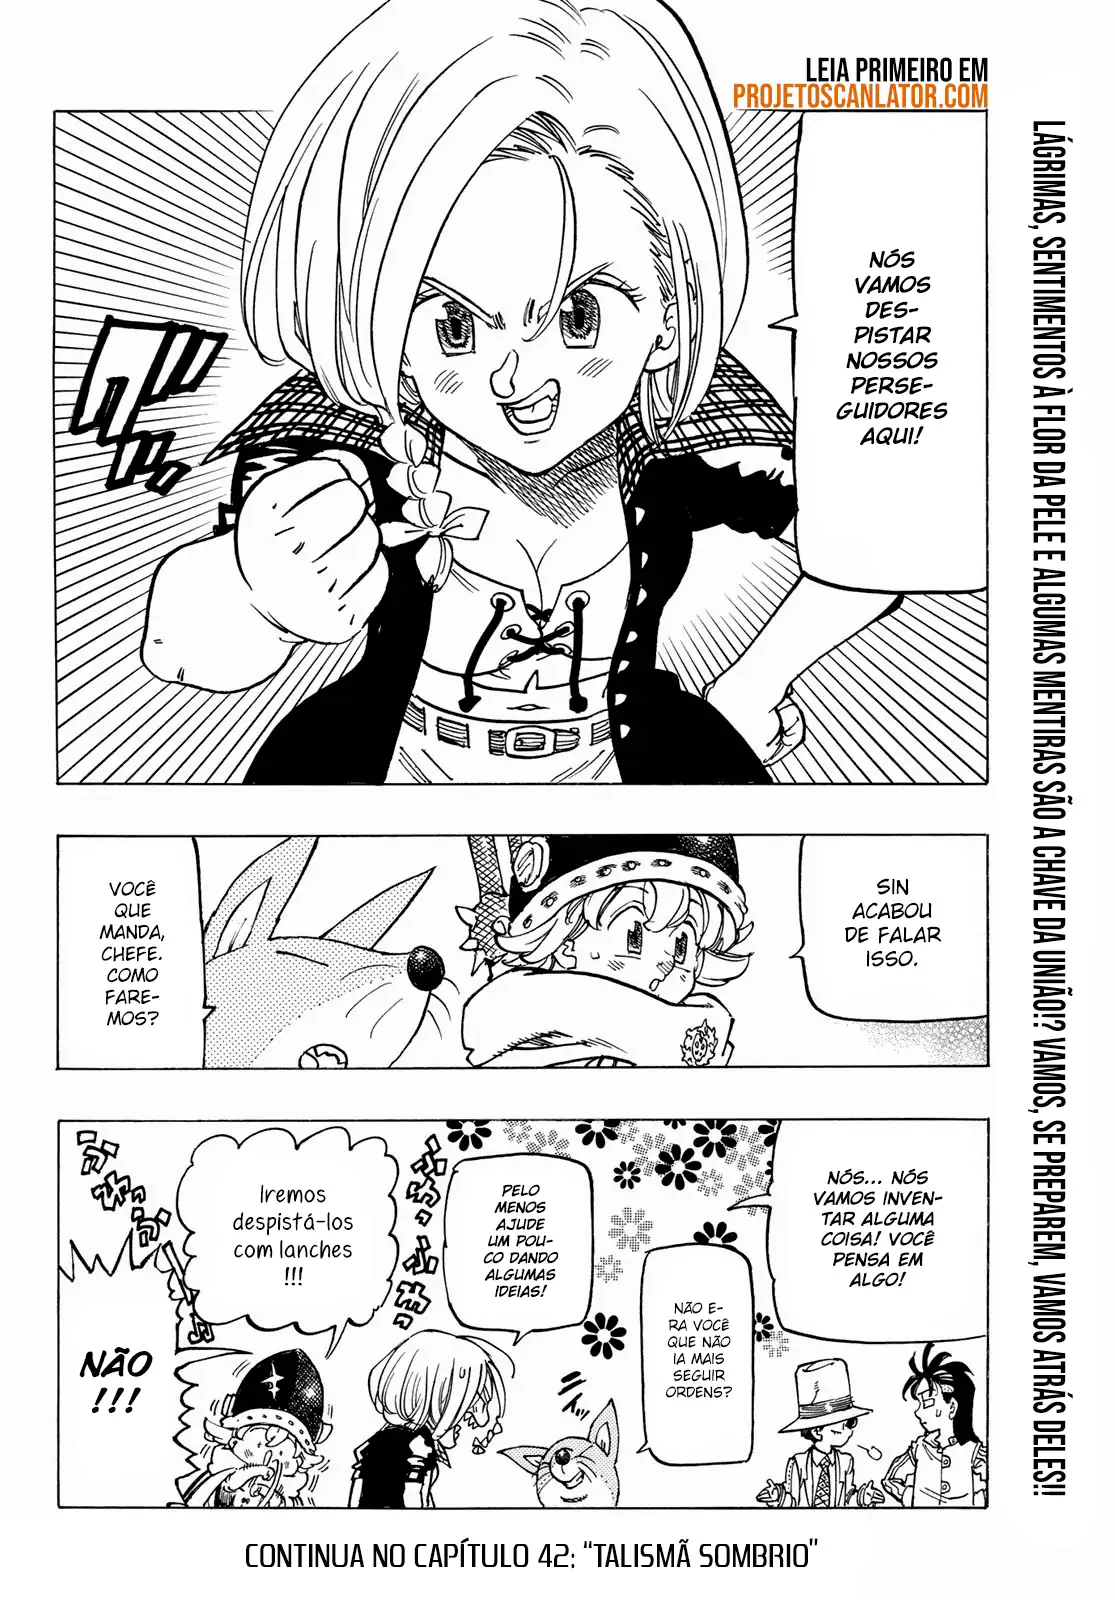 LEIA PRIMEIRO EM
PROJETOSCANLATOR.COM
LÁGRIMAS, SENTIMENTOS À FLOR DA PELE E ALGUMAS MENTIRAS SÃO A CHAVE DA UNIÃO!? VAMOS, SE PREPAREM, VAMOS ATRÁS DELES!!
NÓS
VAMOS
DES-
PISTAR
NOSSOS
PERSE-
GUIDORES
AQUI!
SIN
ACABOU
DE FALAR
ISSO.
VOCÊ
QUE
MANDA,
CHEFE.
COMO
FARE-
MOS?
NÓS... NÓS
VAMOS INVEN-
TAR ALGUMA
COISA! VOCÊ
PENSA EM
ALGO!
NÃO E-
RA VOCÊ
QUE NÃO
IA MAIS
SEGUIR
ORDENS?
PELO
MENOS
AJUDE
UM POU-
CO DANDO
ALGUMAS
IDEIAS!
Iremos
despistá-los
com lanches
!!!
NÃO
!!!
CONTINUA NO CAPÍTULO 42: “TALISMÃ SOMBRIO”